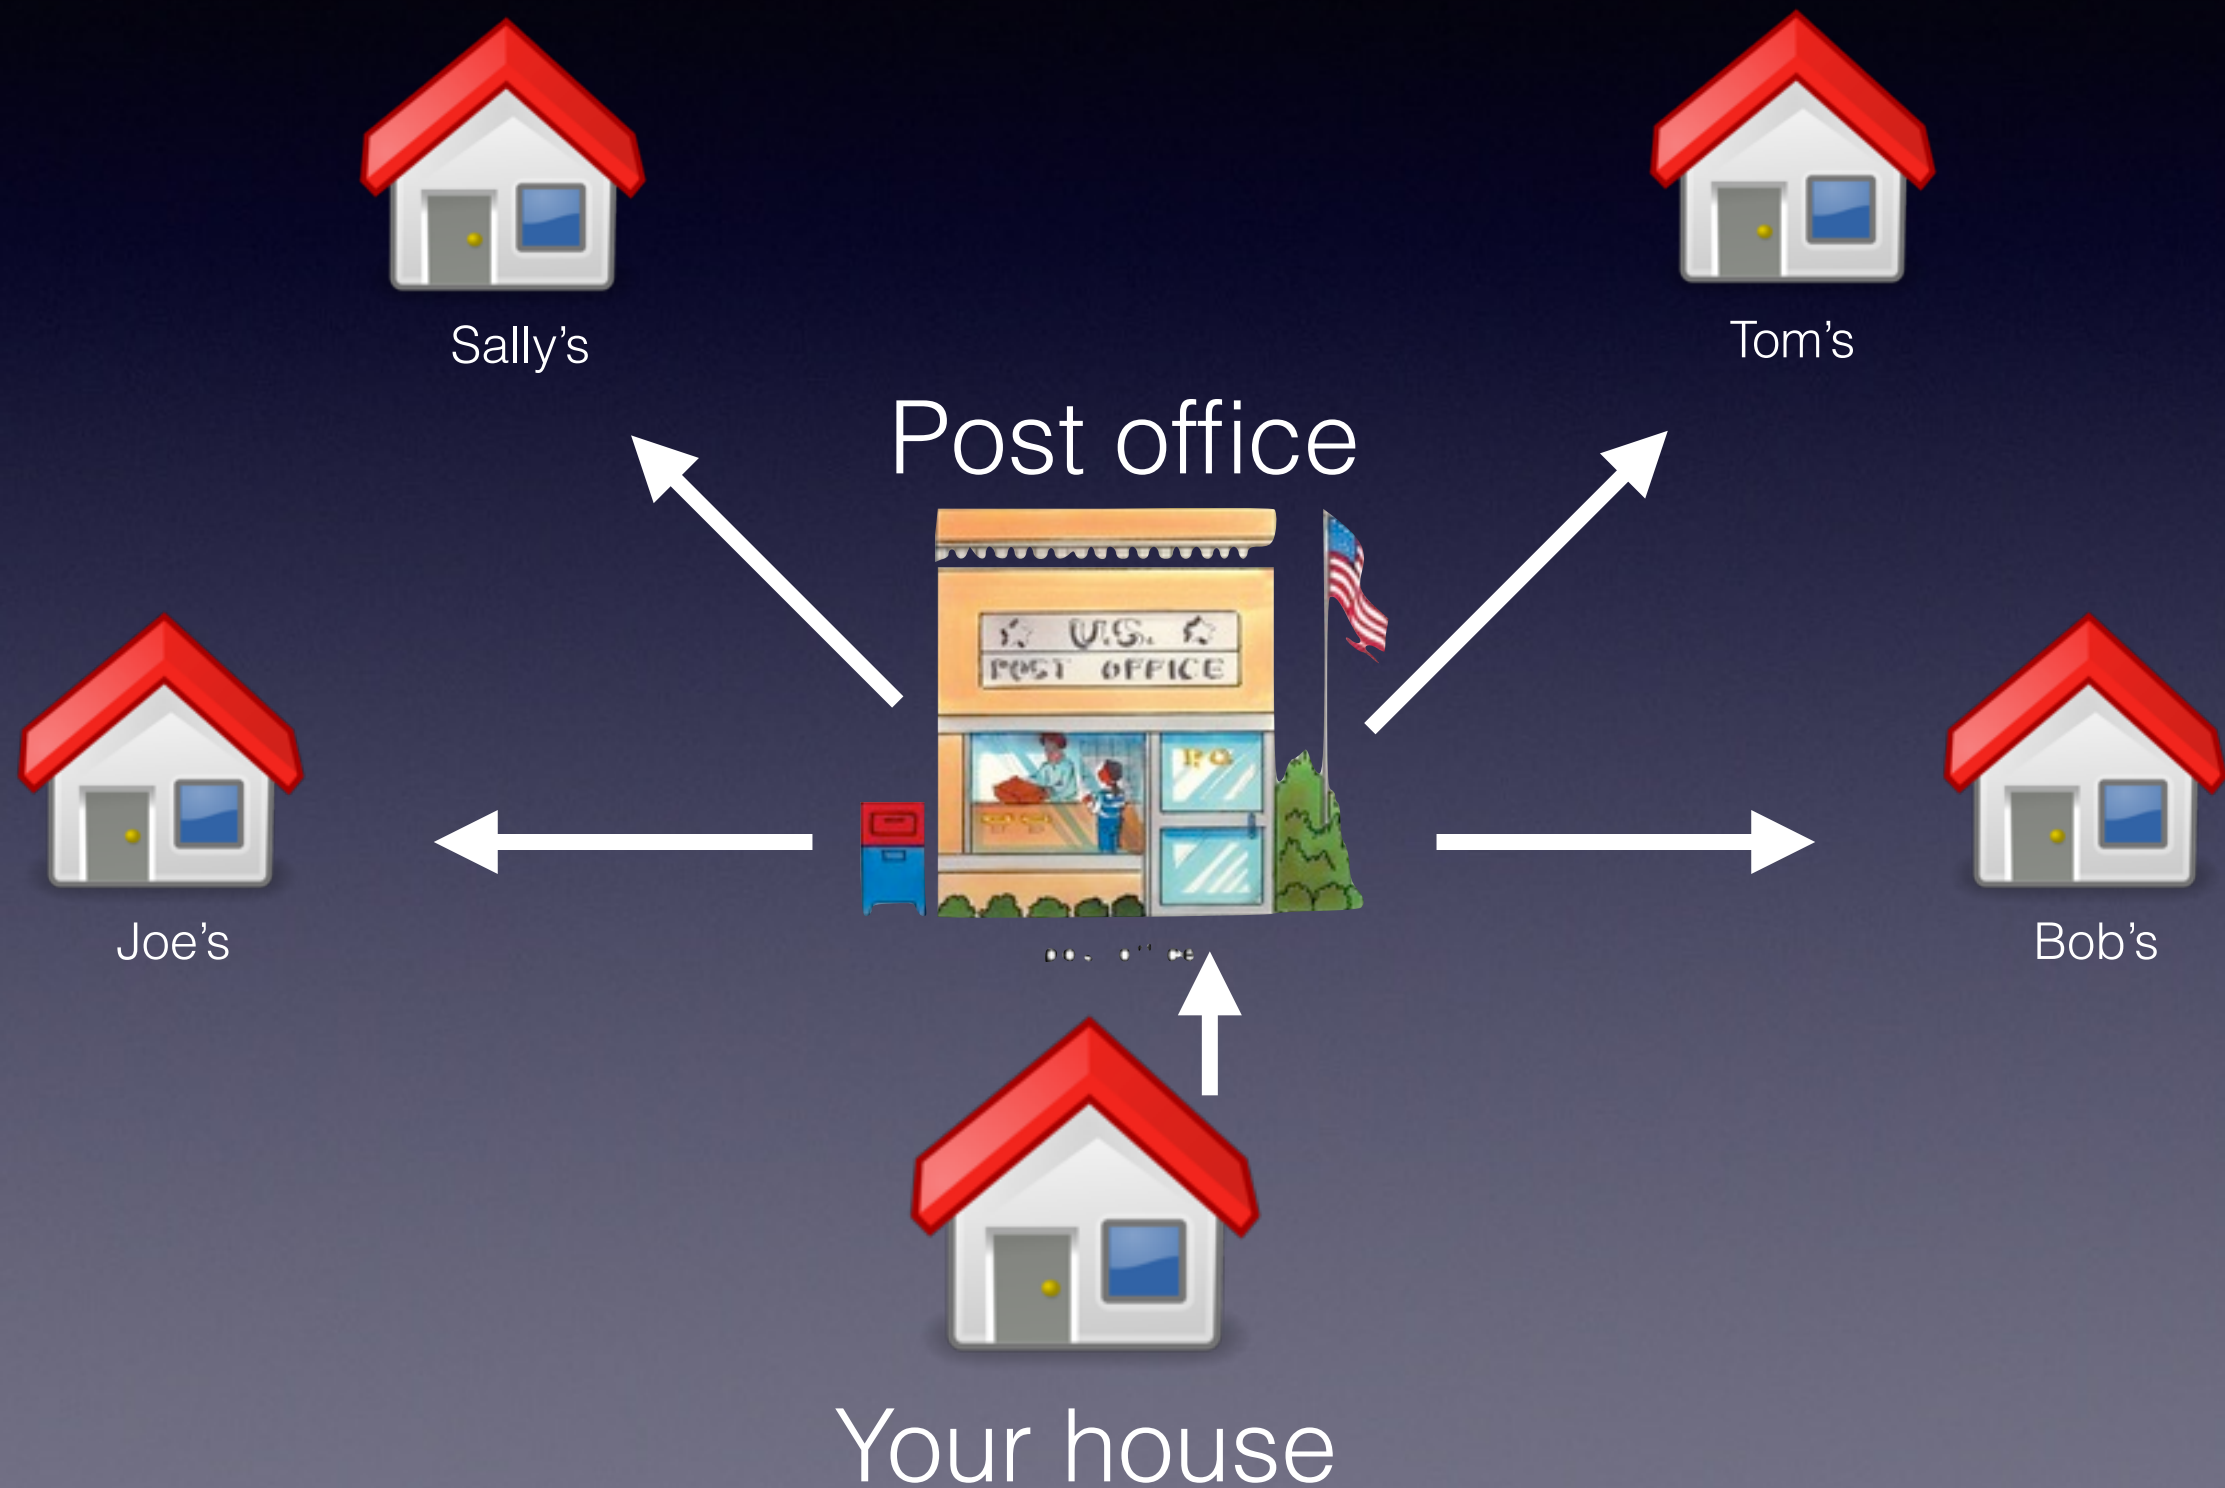 Sally’s
Tom’s
Post office
U.S.
POST OFFICE
P.O.
Joe’s
Bob’s
Your house